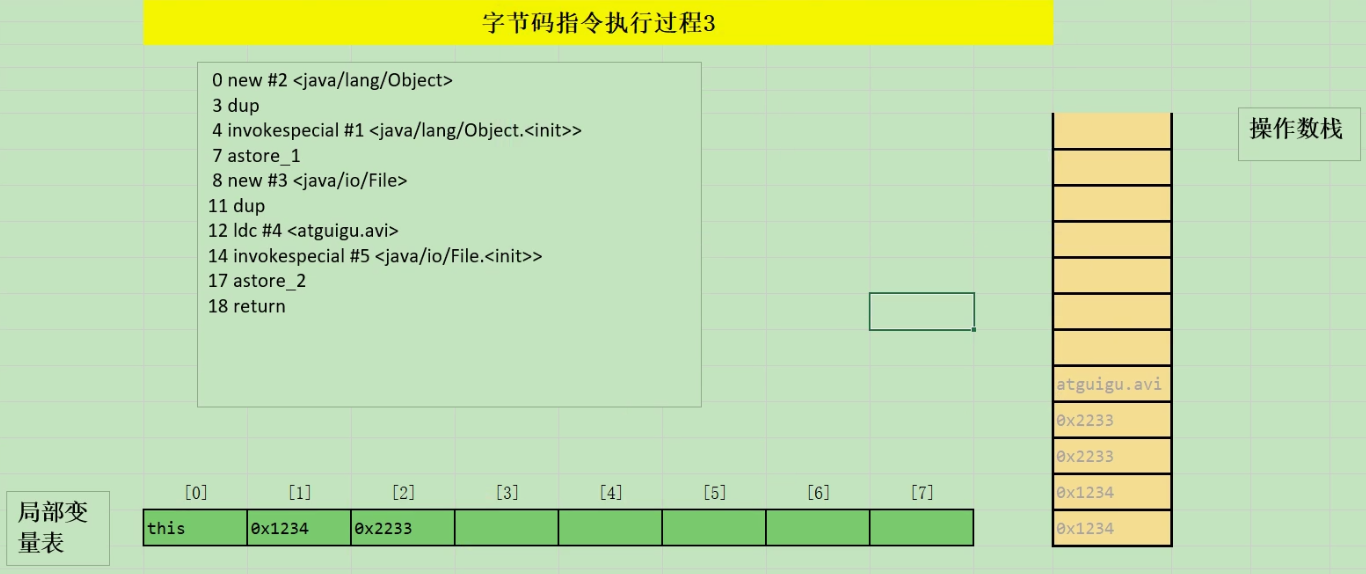 字节码指令执行过程3
0 new #2 <java/lang/Object>
3 dup
4 invokespecial #1 <java/lang/Object.<init>>
7 astore_1
8 new #3 <java/io/File>
11 dup
12 ldc #4 <atguigu.avi>
14 invokespecial #5 <java/io/File.<init>>
17 astore_2
18 return
操作数栈
atguigu.avi
0x2233
0x2233
0x1234
0x1234
[0] [1] [2] [3] [4] [5] [6] [7]
局部变
量表
this 0x1234 0x2233